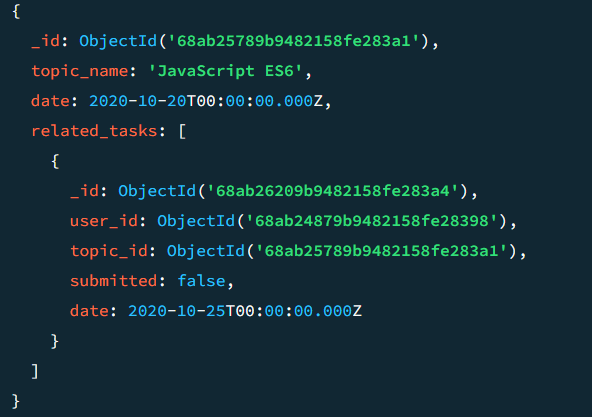 {
_id: ObjectId('68ab25789b9482158fe283a1'),
topic_name: 'JavaScript ES6',
date: 2020-10-20T00:00:00.000Z,
related_tasks: [
{
_id: ObjectId('68ab26209b9482158fe283a4'),
user_id: ObjectId('68ab24879b9482158fe28398'),
topic_id: ObjectId('68ab25789b9482158fe283a1'),
submitted: false,
date: 2020-10-25T00:00:00.000Z
}
]
}